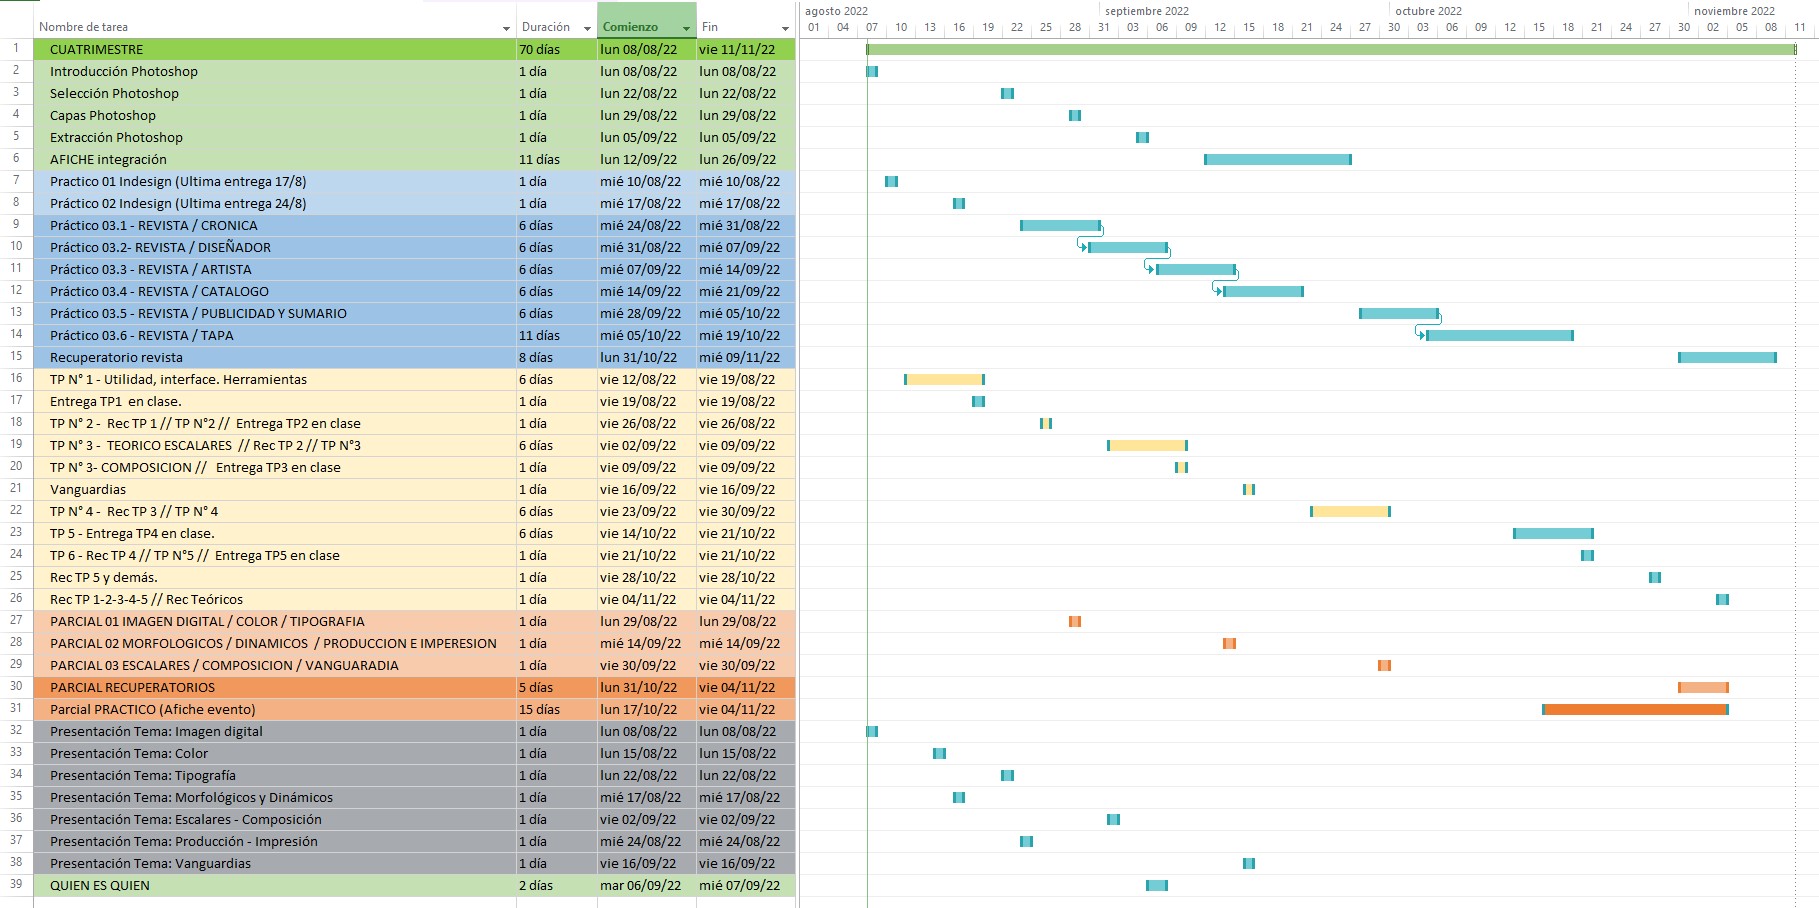 agosto 2022 septiembre 2022 octubre 2022 noviembre 2022
Nombre de tarea Duración Comienzo Fin 01 04 07 10 13 16 19 22 25 28 31 03 06 09 12 15 18 21 24 27 30 03 06 09 12 15 18 21 24 27 30 02 05 08 11
1 CUATRIMESTRE 70 días lun 08/08/22 vie 11/11/22
2 Introducción Photoshop 1 día lun 08/08/22 lun 08/08/22
3 Selección Photoshop 1 día lun 22/08/22 lun 22/08/22
4 Capas Photoshop 1 día lun 29/08/22 lun 29/08/22
5 Extracción Photoshop 1 día lun 05/09/22 lun 05/09/22
6 AFICHE integración 11 días lun 12/09/22 lun 26/09/22
7 Practico 01 Indesign (Ultima entrega 17/8) 1 día mié 10/08/22 mié 10/08/22
8 Práctico 02 Indesign (Ultima entrega 24/8) 1 día mié 17/08/22 mié 17/08/22
9 Práctico 03.1 - REVISTA / CRONICA 6 días mié 24/08/22 mié 31/08/22
10 Práctico 03.2- REVISTA / DISEÑADOR 6 días mié 31/08/22 mié 07/09/22
11 Práctico 03.3 - REVISTA / ARTISTA 6 días mié 07/09/22 mié 14/09/22
12 Práctico 03.4 - REVISTA / CATALOGO 6 días mié 14/09/22 mié 21/09/22
13 Práctico 03.5 - REVISTA / PUBLICIDAD Y SUMARIO 6 días mié 28/09/22 mié 05/10/22
14 Práctico 03.6 - REVISTA / TAPA 11 días mié 05/10/22 mié 19/10/22
15 Recuperatorio revista 8 días lun 31/10/22 mié 09/11/22
16 TP N° 1 - Utilidad, interface. Herramientas 6 días vie 12/08/22 vie 19/08/22
17 Entrega TP1 en clase. 1 día vie 19/08/22 vie 19/08/22
18 TP N° 2 - Rec TP 1 // TP N°2 // Entrega TP2 en clase 1 día vie 26/08/22 vie 26/08/22
19 TP N° 3 - TEORICO ESCALARES // Rec TP 2 // TP N°3 6 días vie 02/09/22 vie 09/09/22
20 TP N° 3- COMPOSICION // Entrega TP3 en clase 1 día vie 09/09/22 vie 09/09/22
21 Vanguardias 1 día vie 16/09/22 vie 16/09/22
22 TP N° 4 - Rec TP 3 // TP N° 4 6 días vie 23/09/22 vie 30/09/22
23 TP 5 - Entrega TP4 en clase. 6 días vie 14/10/22 vie 21/10/22
24 TP 6 - Rec TP 4 // TP N°5 // Entrega TP5 en clase 1 día vie 21/10/22 vie 21/10/22
25 Rec TP 5 y demás. 1 día vie 28/10/22 vie 28/10/22
26 Rec TP 1-2-3-4-5 // Rec Teóricos 1 día vie 04/11/22 vie 04/11/22
27 PARCIAL 01 IMAGEN DIGITAL / COLOR / TIPOGRAFIA 1 día lun 29/08/22 lun 29/08/22
28 PARCIAL 02 MORFOLOGICOS / DINAMICOS / PRODUCCION E IMPERESION 1 día mié 14/09/22 mié 14/09/22
29 PARCIAL 03 ESCALARES / COMPOSICION / VANGUARADIA 1 día vie 30/09/22 vie 30/09/22
30 PARCIAL RECUPERATORIOS 5 días lun 31/10/22 vie 04/11/22
31 Parcial PRACTICO (Afiche evento) 15 días lun 17/10/22 vie 04/11/22
32 Presentación Tema: Imagen digital 1 día lun 08/08/22 lun 08/08/22
33 Presentación Tema: Color 1 día lun 15/08/22 lun 15/08/22
34 Presentación Tema: Tipografía 1 día lun 22/08/22 lun 22/08/22
35 Presentación Tema: Morfológicos y Dinámicos 1 día mié 17/08/22 mié 17/08/22
36 Presentación Tema: Escalares - Composición 1 día vie 02/09/22 vie 02/09/22
37 Presentación Tema: Producción - Impresión 1 día mié 24/08/22 mié 24/08/22
38 Presentación Tema: Vanguardias 1 día vie 16/09/22 vie 16/09/22
39 QUIEN ES QUIEN 2 días mar 06/09/22 mié 07/09/22